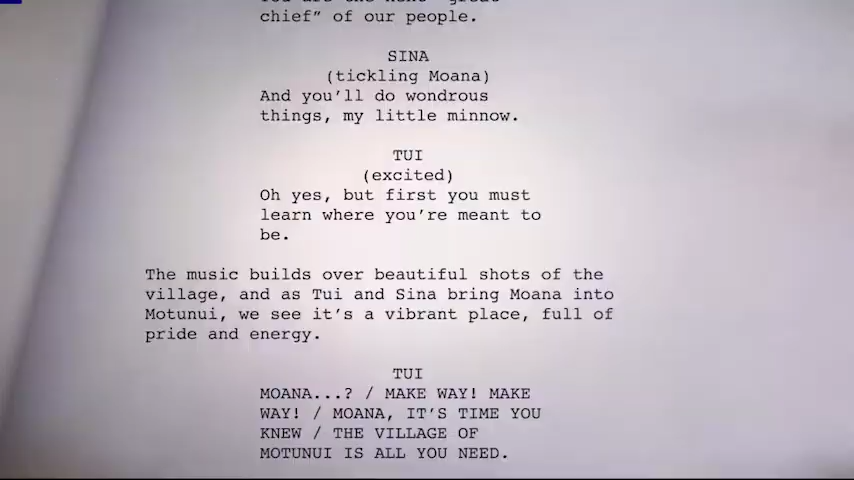 chief” of our people.
SINA
(tickling Moana)
And you’ll do wondrous
things, my little minnow.
TUI
(excited)
Oh yes, but first you must
learn where you’re meant to
be.
The music builds over beautiful shots of the
village, and as Tui and Sina bring Moana into
Motunui, we see it’s a vibrant place, full of
pride and energy.
TUI
MOANA...? / MAKE WAY! MAKE
WAY! / MOANA, IT’S TIME YOU
KNEW / THE VILLAGE OF
MOTUNUI IS ALL YOU NEED.